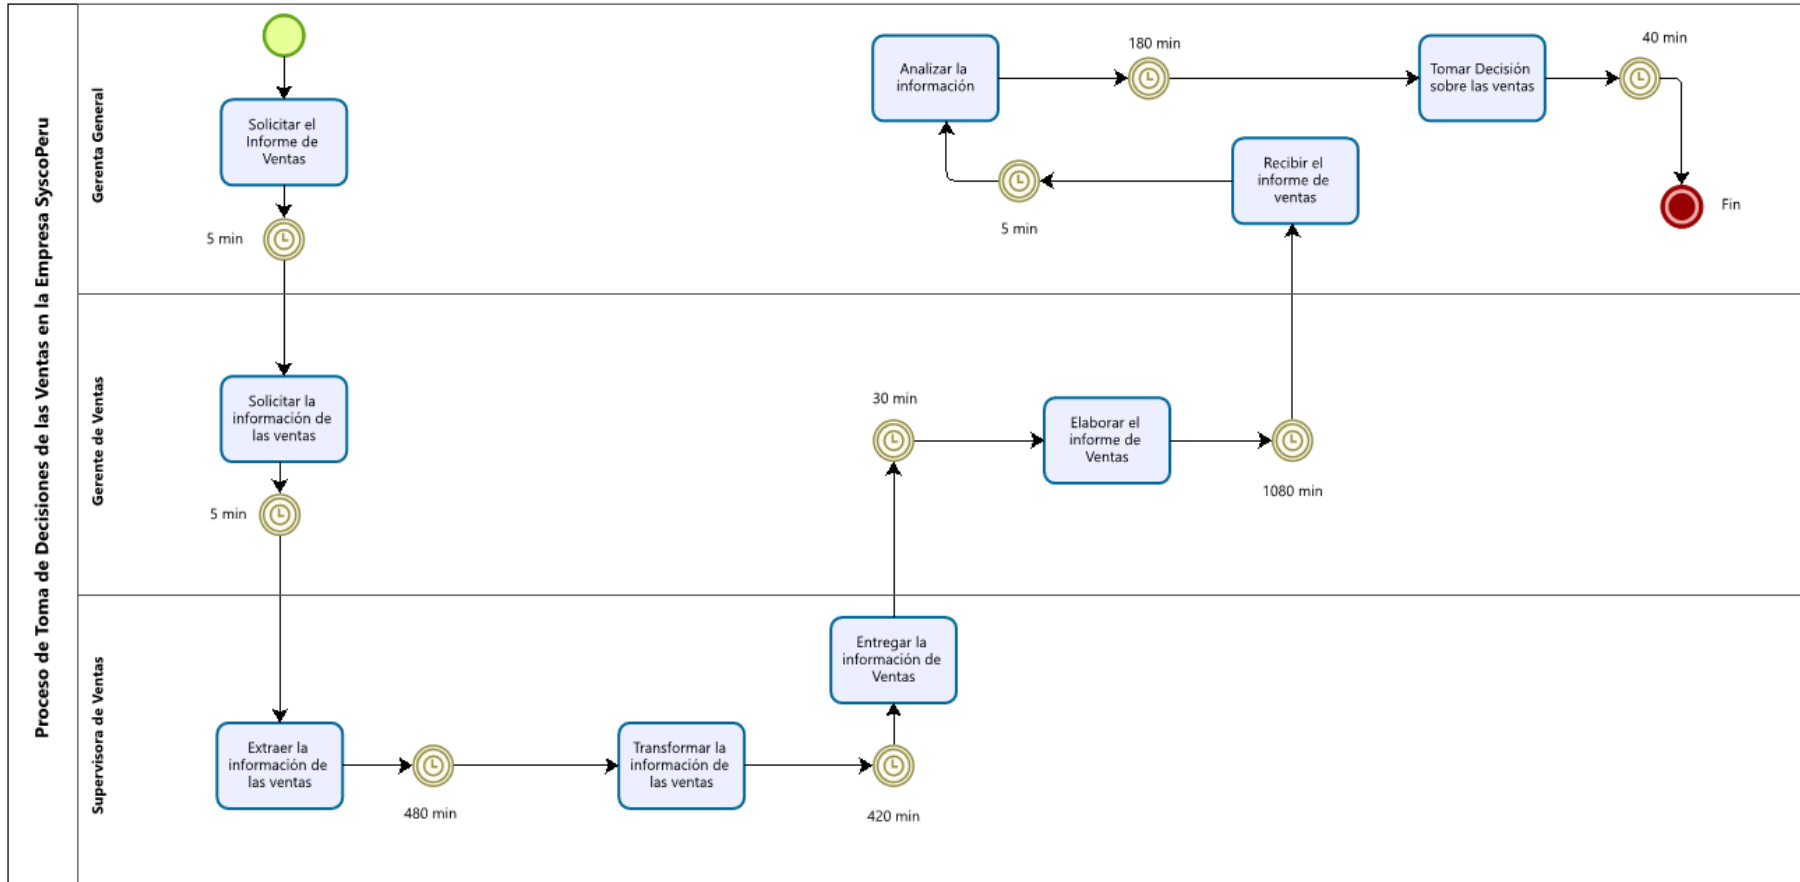 Proceso de Toma de Decisiones de las Ventas en la Empresa SyscoPeru
Gerenta General
Solicitar el
Informe de
Ventas
5 min
Analizar la
información
180 min
Tomar Decisión
sobre las ventas
40 min
Recibir el
informe de
ventas
5 min
Fin
Gerente de Ventas
Solicitar la
información de
las ventas
5 min
30 min
Elaborar el
informe de
Ventas
1080 min
Supervisora de Ventas
Extraer la
información de
las ventas
480 min
Transformar la
información de
las ventas
420 min
Entregar la
información de
Ventas